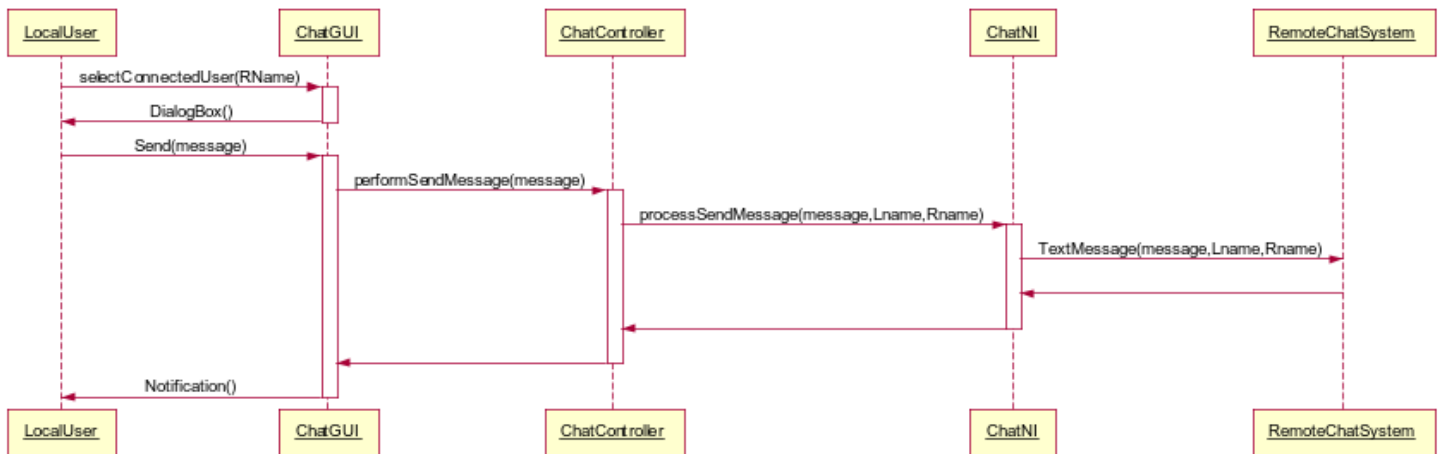 LocalUser
ChatGUI
ChatController
ChatNI
RemoteChatSystem
selectConnectedUser(RName)
DialogBox()
Send(message)
performSendMessage(message)
processSendMessage(message,Lname,Rname)
TextMessage(message,Lname,Rname)
Notification()
LocalUser
ChatGUI
ChatController
ChatNI
RemoteChatSystem